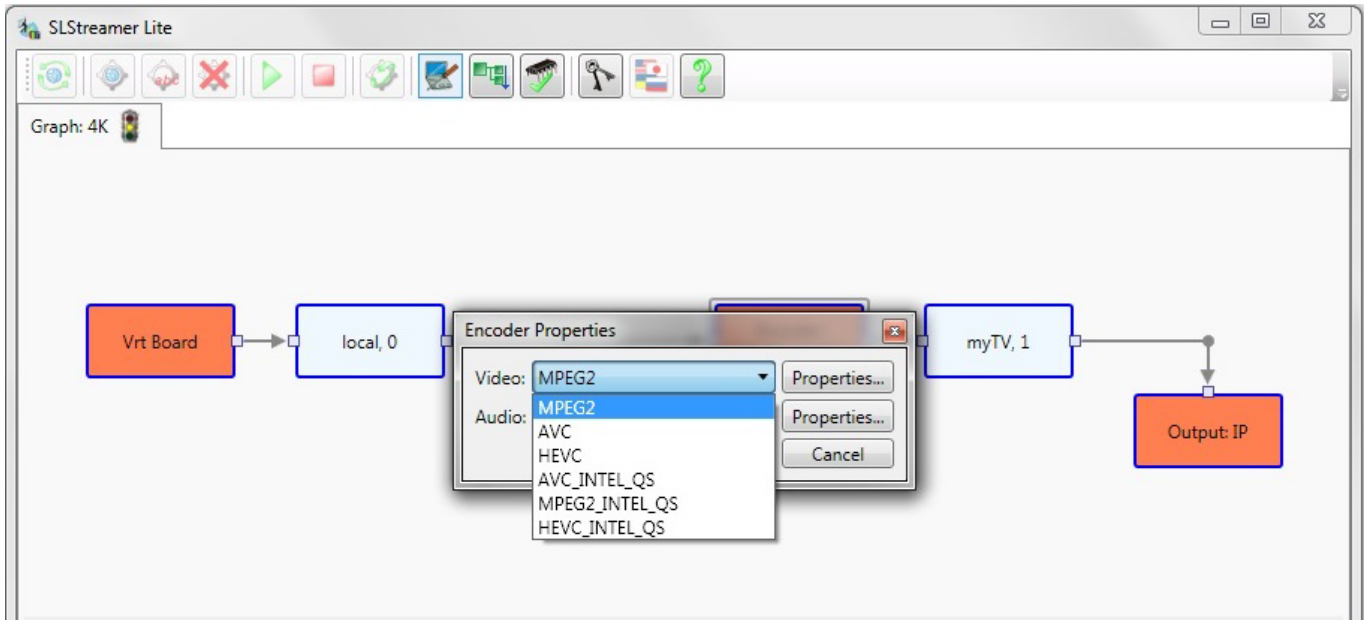 SLStreamer Lite
Graph: 4K
Vrt Board
local, 0
myTV, 1
Output: IP
Encoder Properties
Video: MPEG2 Properties...
Audio: Properties...
Cancel
MPEG2
AVC
HEVC
AVC_INTEL_QS
MPEG2_INTEL_QS
HEVC_INTEL_QS